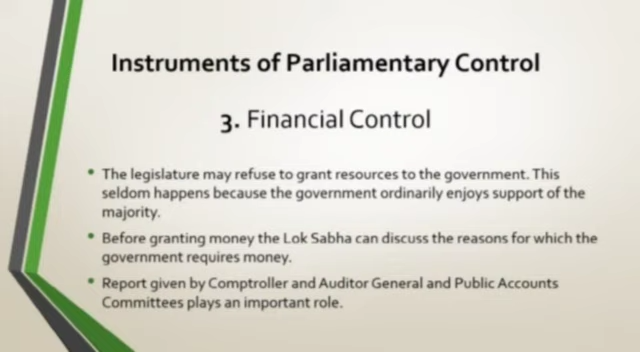 Instruments of Parliamentary Control
3. Financial Control
• The legislature may refuse to grant resources to the government. This
seldom happens because the government ordinarily enjoys support of the
majority.
• Before granting money the Lok Sabha can discuss the reasons for which the
government requires money.
• Report given by Comptroller and Auditor General and Public Accounts
Committees plays an important role.